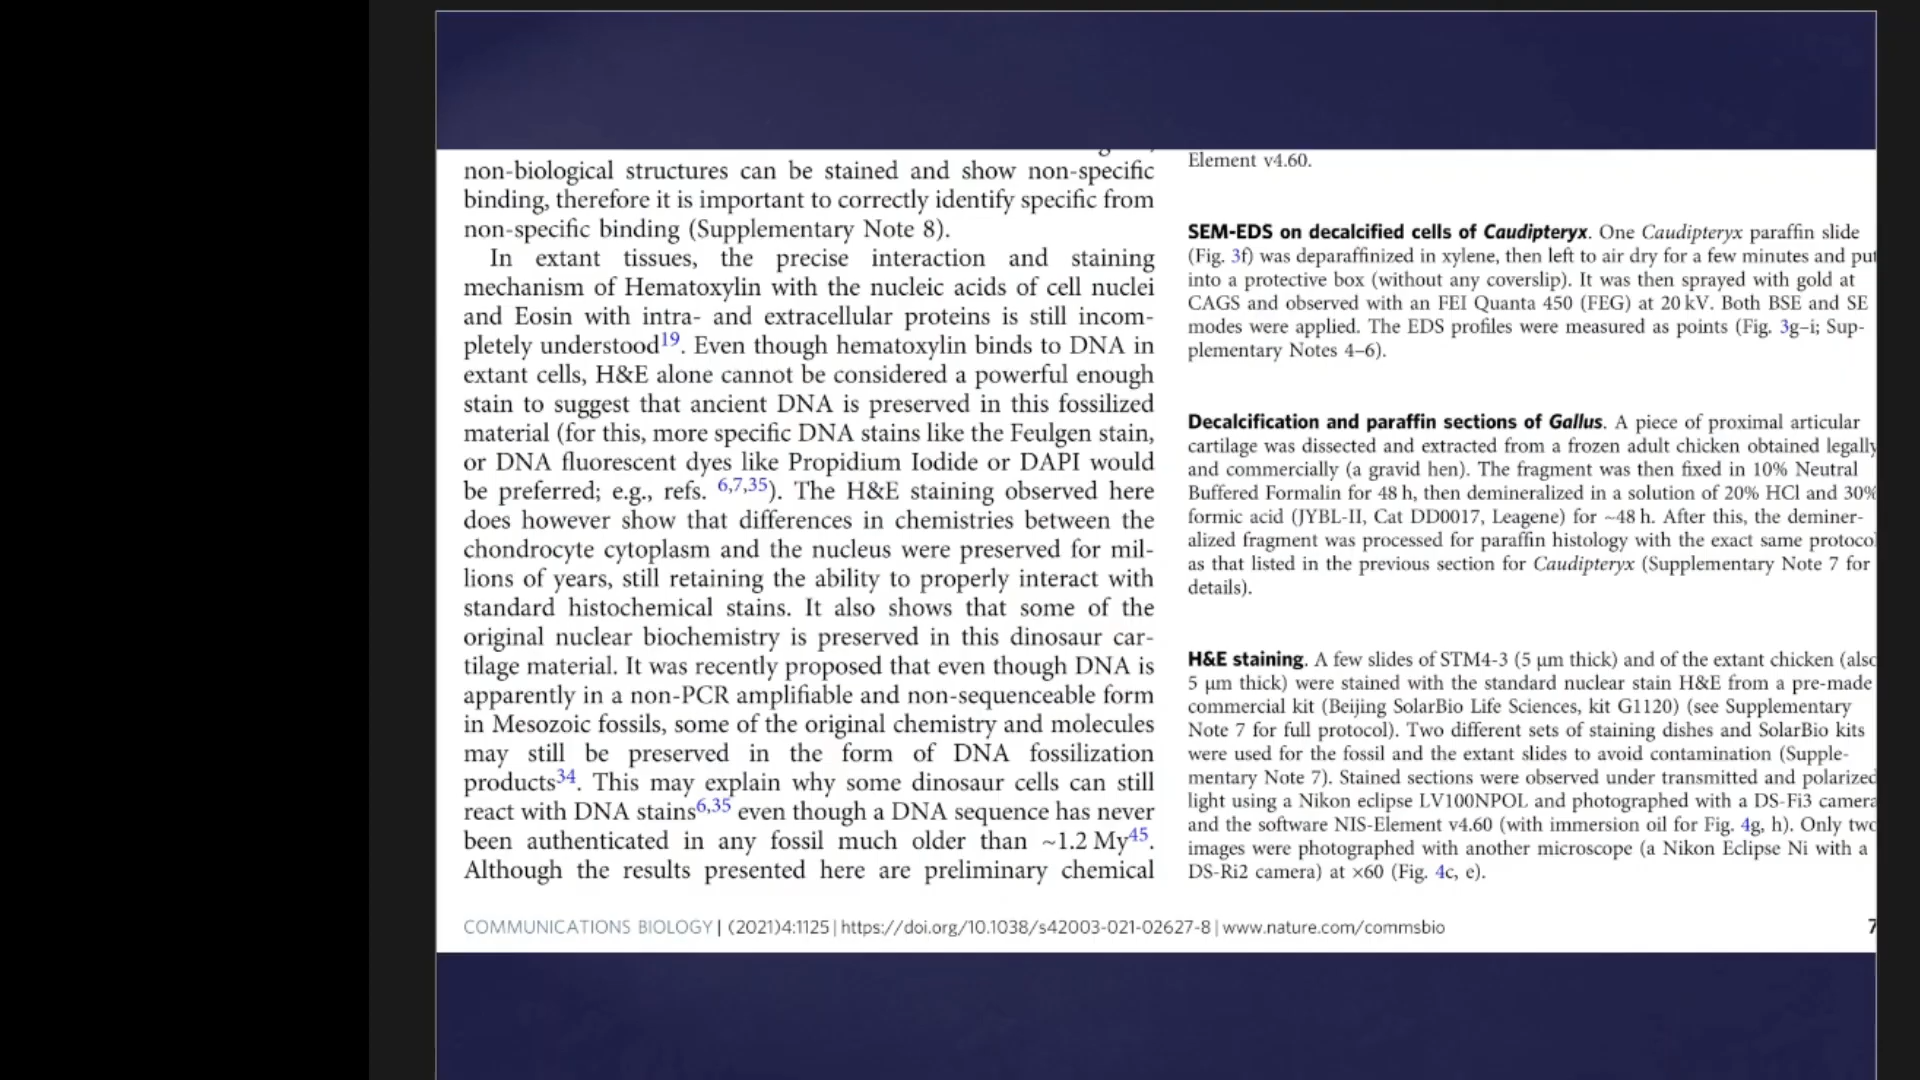 non-biological structures can be stained and show non-specific
binding, therefore it is important to correctly identify specific from
non-specific binding (Supplementary Note 8).
In extant tissues, the precise interaction and staining
mechanism of Hematoxylin with the nucleic acids of cell nuclei
and Eosin with intra- and extracellular proteins is still incom-
pletely understood19. Even though hematoxylin binds to DNA in
extant cells, H&E alone cannot be considered a powerful enough
stain to suggest that ancient DNA is preserved in this fossilized
material (for this, more specific DNA stains like the Feulgen stain,
or DNA fluorescent dyes like Propidium Iodide or DAPI would
be preferred; e.g., refs. 6,7,35). The H&E staining observed here
does however show that differences in chemistries between the
chondrocyte cytoplasm and the nucleus were preserved for mil-
lions of years, still retaining the ability to properly interact with
standard histochemical stains. It also shows that some of the
original nuclear biochemistry is preserved in this dinosaur car-
tilage material. It was recently proposed that even though DNA is
apparently in a non-PCR amplifiable and non-sequenceable form
in Mesozoic fossils, some of the original chemistry and molecules
may still be preserved in the form of DNA fossilization
products34. This may explain why some dinosaur cells can still
react with DNA stains6,35 even though a DNA sequence has never
been authenticated in any fossil much older than ~1.2 My45.
Although the results presented here are preliminary chemical
Element v4.60.
SEM-EDS on decalcified cells of Caudipteryx. One Caudipteryx paraffin slide
(Fig. 3f) was deparaffinized in xylene, then left to air dry for a few minutes and put
into a protective box (without any coverslip). It was then sprayed with gold at
CAGS and observed with an FEI Quanta 450 (FEG) at 20 kV. Both BSE and SE
modes were applied. The EDS profiles were measured as points (Fig. 3g–i; Sup-
plementary Notes 4–6).
Decalcification and paraffin sections of Gallus. A piece of proximal articular
cartilage was dissected and extracted from a frozen adult chicken obtained legally
and commercially (a gravid hen). The fragment was then fixed in 10% Neutral
Buffered Formalin for 48 h, then demineralized in a solution of 20% HCl and 30%
formic acid (JYBL-II, Cat DD0017, Leagene) for ~48 h. After this, the deminer-
alized fragment was processed for paraffin histology with the exact same protocol
as that listed in the previous section for Caudipteryx (Supplementary Note 7 for
details).
H&E staining. A few slides of STM4-3 (5 µm thick) and of the extant chicken (also
5 µm thick) were stained with the standard nuclear stain H&E from a pre-made
commercial kit (Beijing SolarBio Life Sciences, kit G1120) (see Supplementary
Note 7 for full protocol). Two different sets of staining dishes and SolarBio kits
were used for the fossil and the extant slides to avoid contamination (Supple-
mentary Note 7). Stained sections were observed under transmitted and polarized
light using a Nikon eclipse LV100NPOL and photographed with a DS-Fi3 camera
and the software NIS-Element v4.60 (with immersion oil for Fig. 4g, h). Only two
images were photographed with another microscope (a Nikon Eclipse Ni with a
DS-Ri2 camera) at ×60 (Fig. 4c, e).
COMMUNICATIONS BIOLOGY | (2021)4:1125 | https://doi.org/10.1038/s42003-021-02627-8 | www.nature.com/commsbio 7